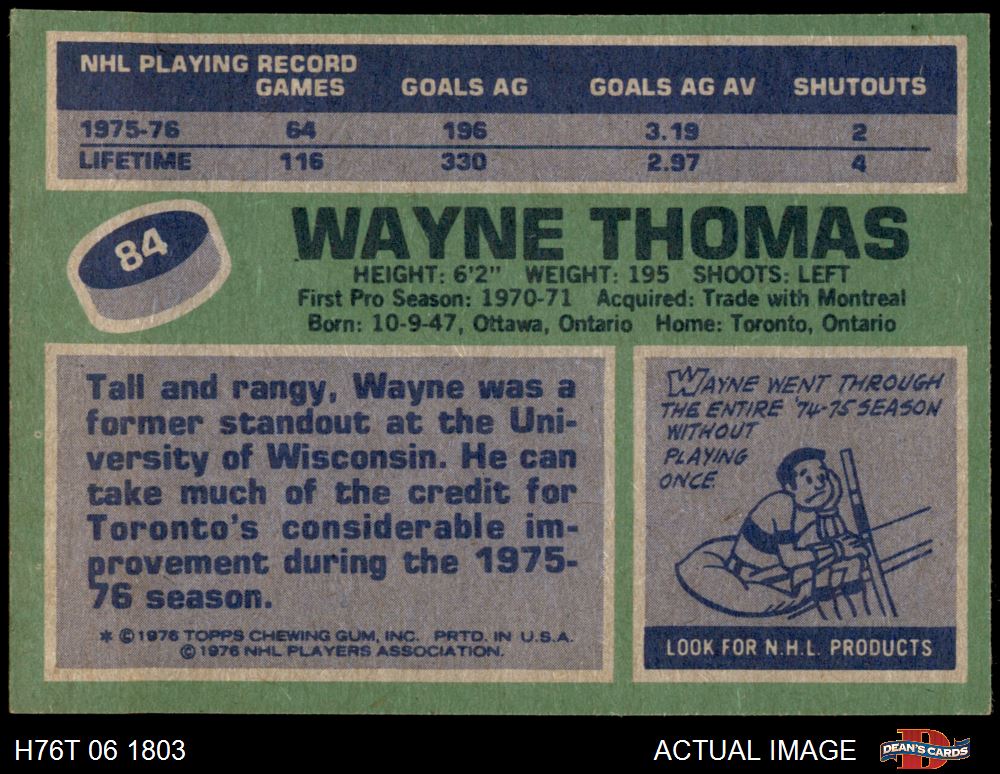 NHL PLAYING RECORD
GAMES GOALS AG GOALS AG AV SHUTOUTS
1975-76 64 196 3.19 2
LIFETIME 116 330 2.97 4
84
WAYNE THOMAS
HEIGHT: 6'2" WEIGHT: 195 SHOOTS: LEFT
First Pro Season: 1970-71 Acquired: Trade with Montreal
Born: 10-9-47, Ottawa, Ontario Home: Toronto, Ontario
Tall and rangy, Wayne was a
former standout at the Uni-
versity of Wisconsin. He can
take much of the credit for
Toronto's considerable im-
provement during the 1975-
76 season.
* © 1976 TOPPS CHEWING GUM, INC. PRTD. IN U.S.A.
© 1976 NHL PLAYERS ASSOCIATION.
WAYNE WENT THROUGH
THE ENTIRE '74-75 SEASON
WITHOUT
PLAYING
ONCE
LOOK FOR N.H.L. PRODUCTS
H76T 06 1803
ACTUAL IMAGE
DEAN'S CARDS